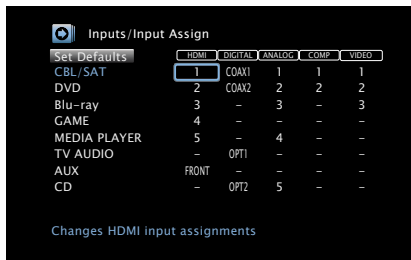 Inputs/Input Assign
Set Defaults HDMI DIGITAL ANALOG COMP VIDEO
CBL/SAT 1 COAX1 1 1 1
DVD 2 COAX2 2 2 2
Blu-ray 3 – 3 – 3
GAME 4 – – – –
MEDIA PLAYER 5 – 4 – –
TV AUDIO – OPT1 – – –
AUX FRONT – – – –
CD – OPT2 5 – –
Changes HDMI input assignments